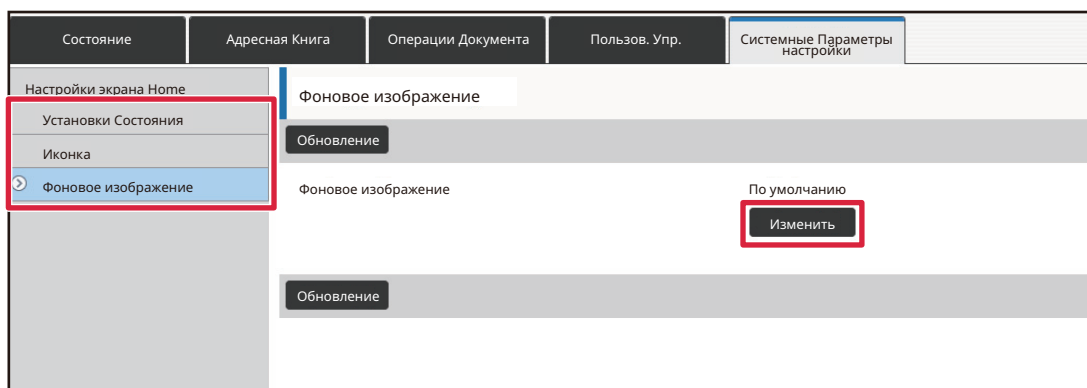 Состояние
Адресная Книга
Операции Документа
Пользов. Упр.
Системные Параметры
настройки
Настройки экрана Home
Установки Состояния
Иконка
Фоновое изображение
Фоновое изображение
Обновление
Фоновое изображение
По умолчанию
Изменить
Обновление